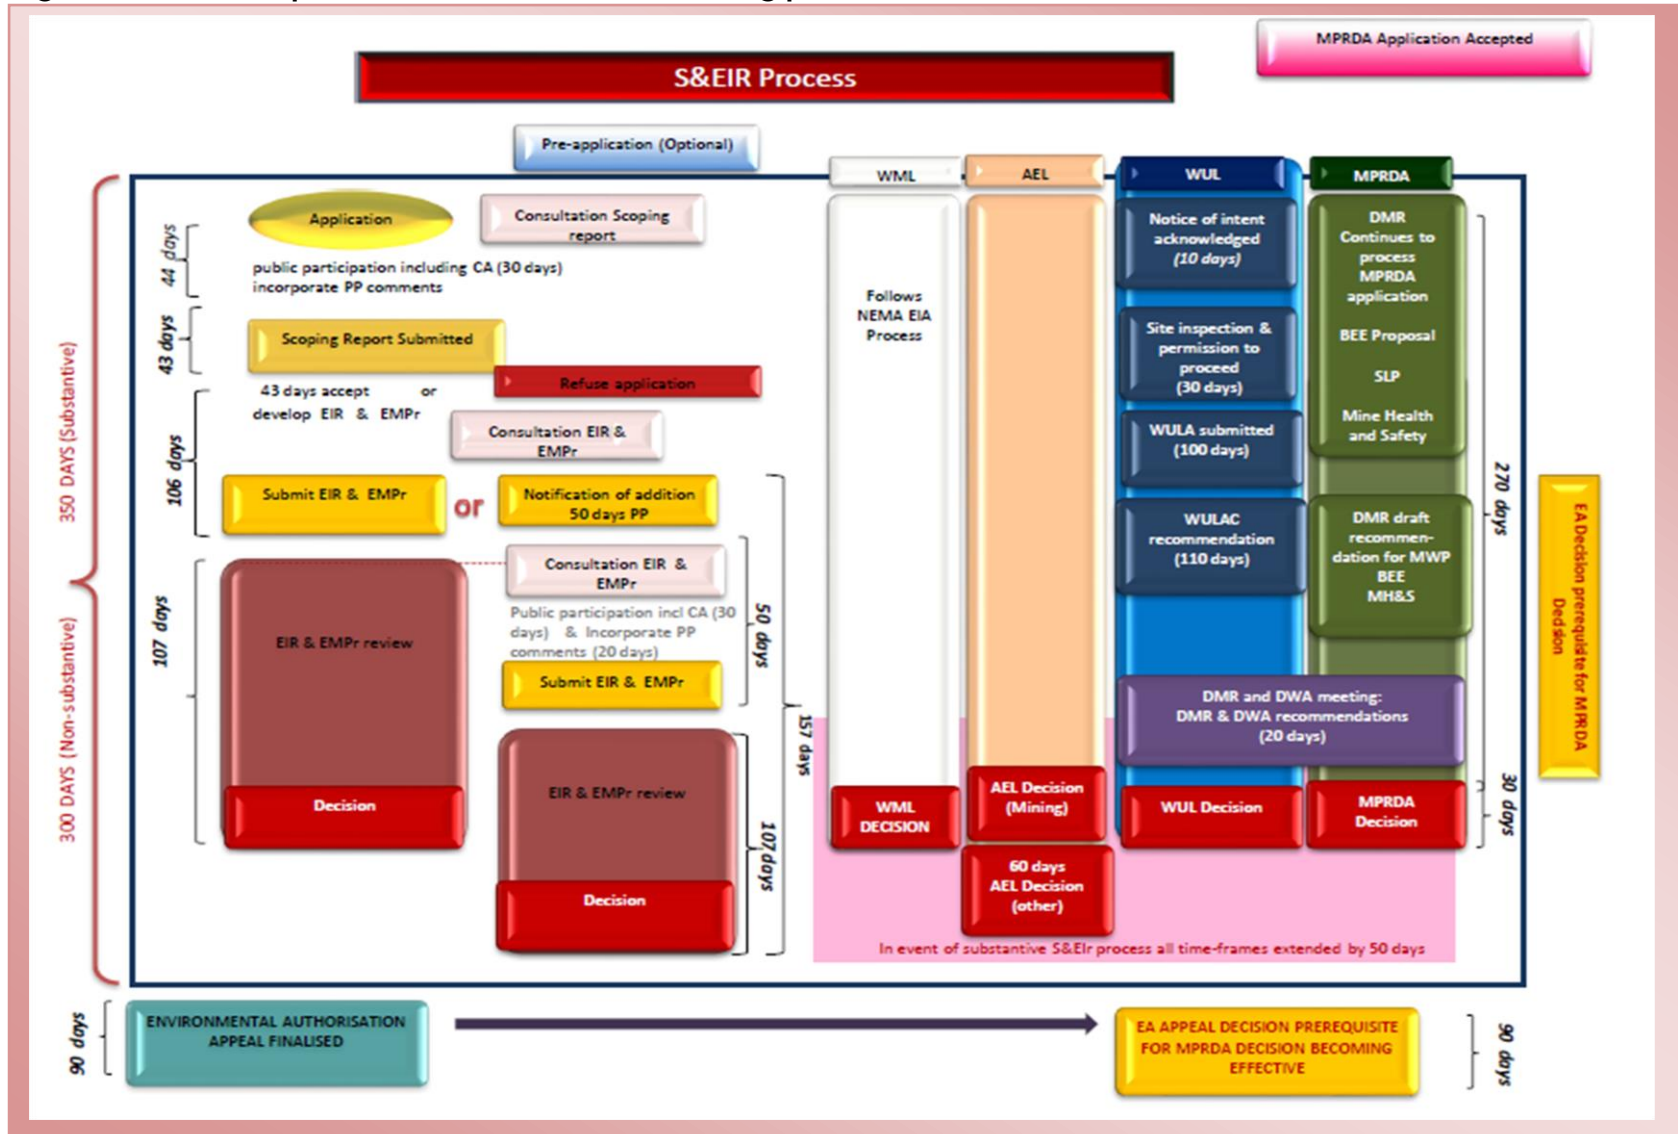 MPRDA Application Accepted
S&EIR Process
Pre-application (Optional)
WML
AEL
WUL
MPRDA
350 DAYS (Substantive)
300 DAYS (Non-substantive)
44 days
Application
Consultation Scoping
report
public participation including CA (30 days)
incorporate PP comments
43 days
Scoping Report Submitted
Refuse application
43 days accept or
develop EIR & EMPr
106 days
Consultation EIR &
EMPr
Submit EIR & EMPr
or
Notification of addition
50 days PP
107 days
EIR & EMPr review
Decision
Consultation EIR &
EMPr
Public participation incl CA (30
days) & Incorporate PP
comments (20 days)
Submit EIR & EMPr
50 days
157 days
EIR & EMPr review
107 days
Decision
Follows
NEMA EIA
Process
WML
DECISION
AEL Decision
(Mining)
60 days
AEL Decision
(other)
Notice of intent
acknowledged
(10 days)
Site inspection &
permission to
proceed
(30 days)
WULA submitted
(100 days)
WULAC
recommendation
(110 days)
DMR and DWA meeting:
DMR & DWA recommendations
(20 days)
WUL Decision
DMR
Continues to
process
MPRDA
application
BEE Proposal
SLP
Mine Health
and Safety
DMR draft
recommen-
dation for MWP
BEE
MH&S
MPRDA
Decision
270 days
30 days
EA Decision prerequisite for MPRDA
Decision
In event of substantive S&EIr process all time-frames extended by 50 days
90 days
ENVIRONMENTAL AUTHORISATION
APPEAL FINALISED
EA APPEAL DECISION PREREQUISITE
FOR MPRDA DECISION BECOMING
EFFECTIVE
90 days